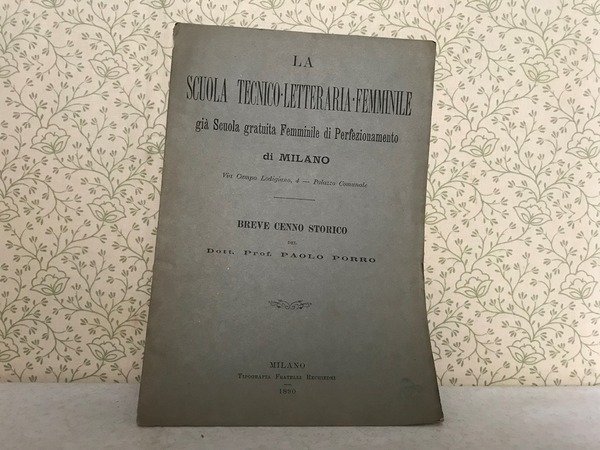 LA
SCUOLA TECNICO-LETTERARIA-FEMMINILE
già Scuola gratuita Femminile di Perfezionamento
di MILANO
Via Campo Lodigiano, 4 — Palazzo Comunale
BREVE CENNO STORICO
DEL
Dott. Prof. PAOLO PORRO
MILANO
TIPOGRAFIA FRATELLI RECHIEDEI
1890